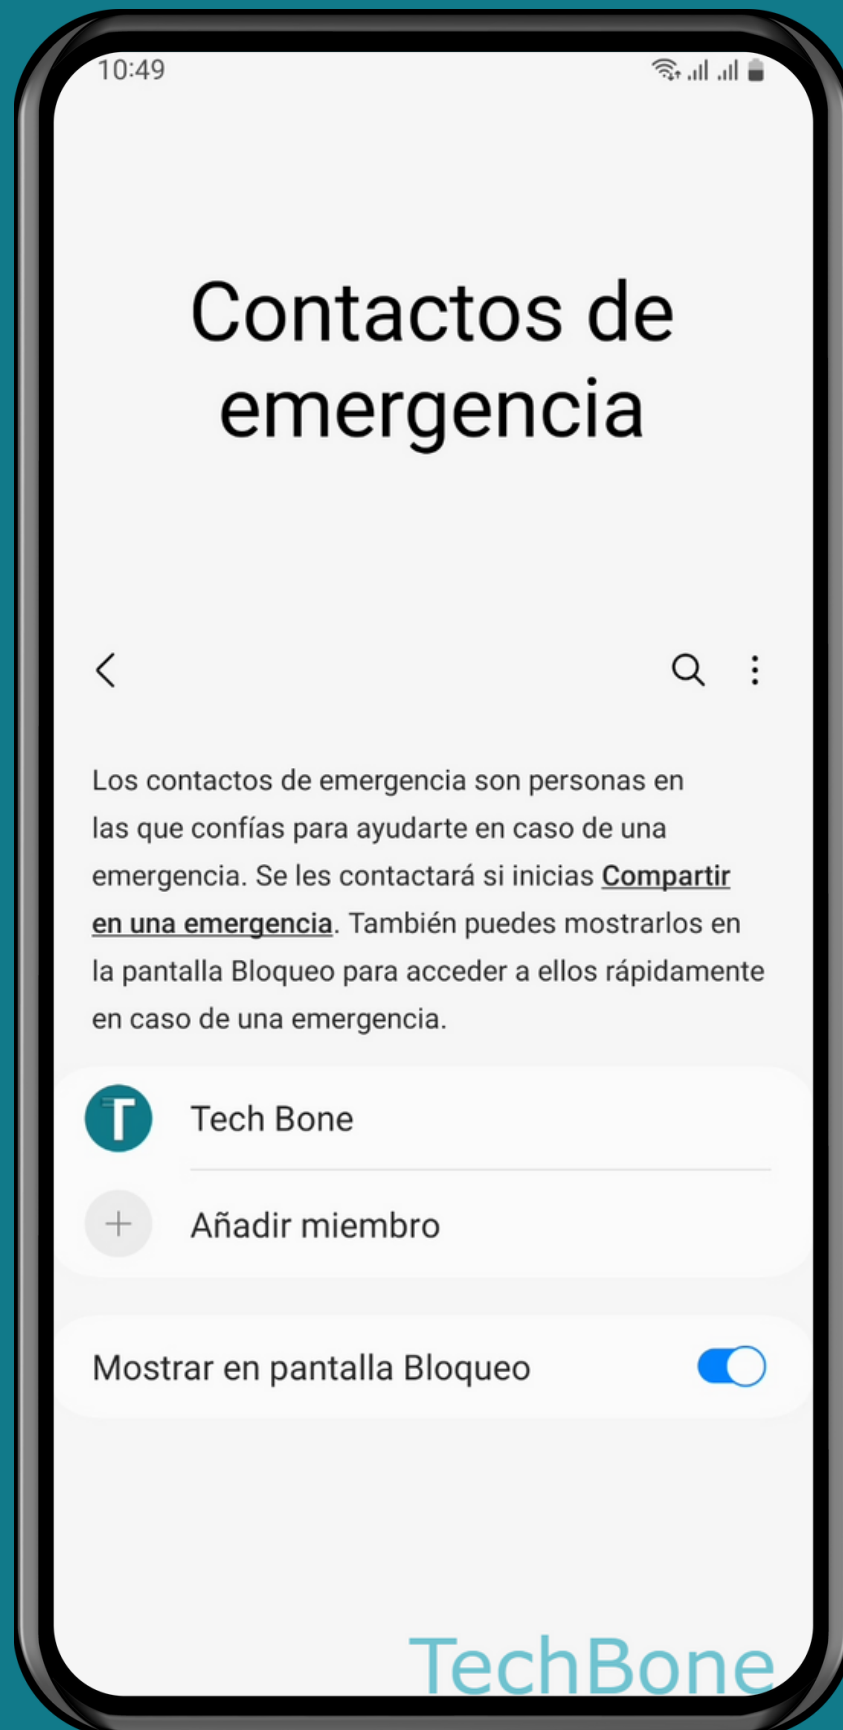 10:49
Contactos de
emergencia
Los contactos de emergencia son personas en
las que confías para ayudarte en caso de una
emergencia. Se les contactará si inicias Compartir
en una emergencia. También puedes mostrarlos en
la pantalla Bloqueo para acceder a ellos rápidamente
en caso de una emergencia.
T
Tech Bone
Añadir miembro
Mostrar en pantalla Bloqueo
TechBone